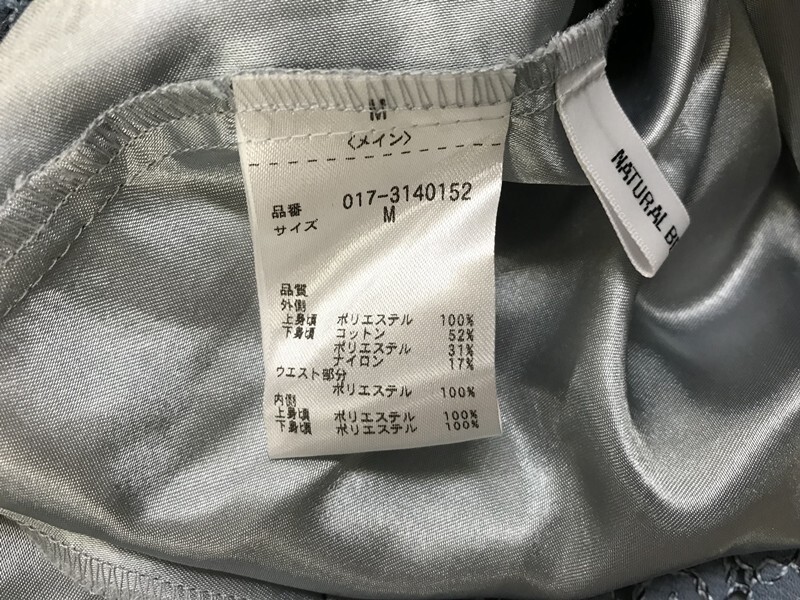 M
〈メイン〉
品番 017-3140152
サイズ M
品質
外側
上身頃 ポリエステル 100%
下身頃 コットン 52%
ポリエステル 31%
ナイロン 17%
ウエスト部分
ポリエステル 100%
内側
上身頃 ポリエステル 100%
下身頃 ポリエステル 100%
NATURAL